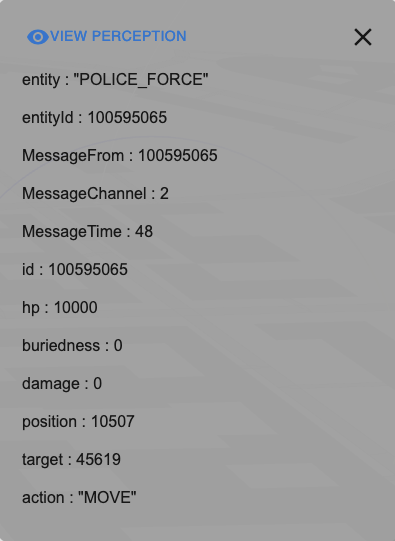 VIEW PERCEPTION
entity : "POLICE_FORCE"
entityId : 100595065
MessageFrom : 100595065
MessageChannel : 2
MessageTime : 48
id : 100595065
hp : 10000
buriedness : 0
damage : 0
position : 10507
target : 45619
action : "MOVE"